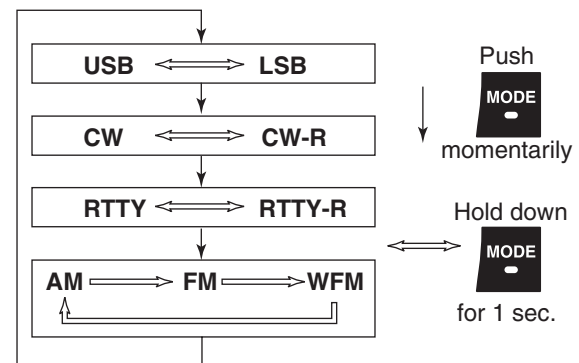 USB LSB
CW CW-R
RTTY RTTY-R
AM FM WFM
Push
MODE
momentarily
Hold down
MODE
for 1 sec.